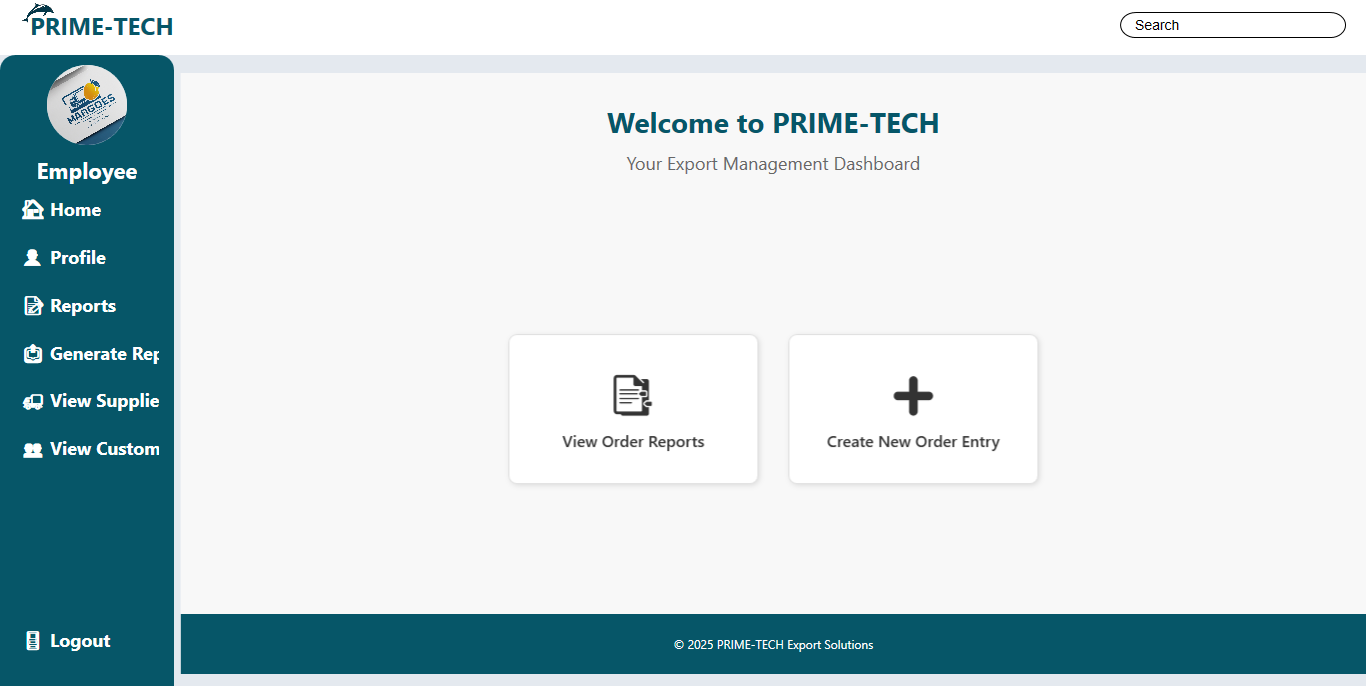 PRIME-TECH
Search
MANGOES
Employee
Home
Profile
Reports
Generate Rep
View Supplie
View Custom
Logout
Welcome to PRIME-TECH
Your Export Management Dashboard
View Order Reports
Create New Order Entry
© 2025 PRIME-TECH Export Solutions